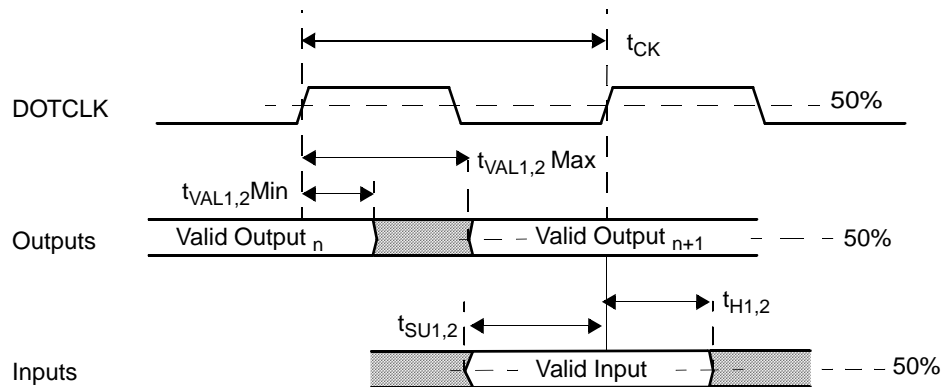 tCK
DOTCLK
50%
tVAL1,2 Max
tVAL1,2Min
Outputs
Valid Output n
Valid Output n+1
50%
tSU1,2
tH1,2
Inputs
Valid Input
50%